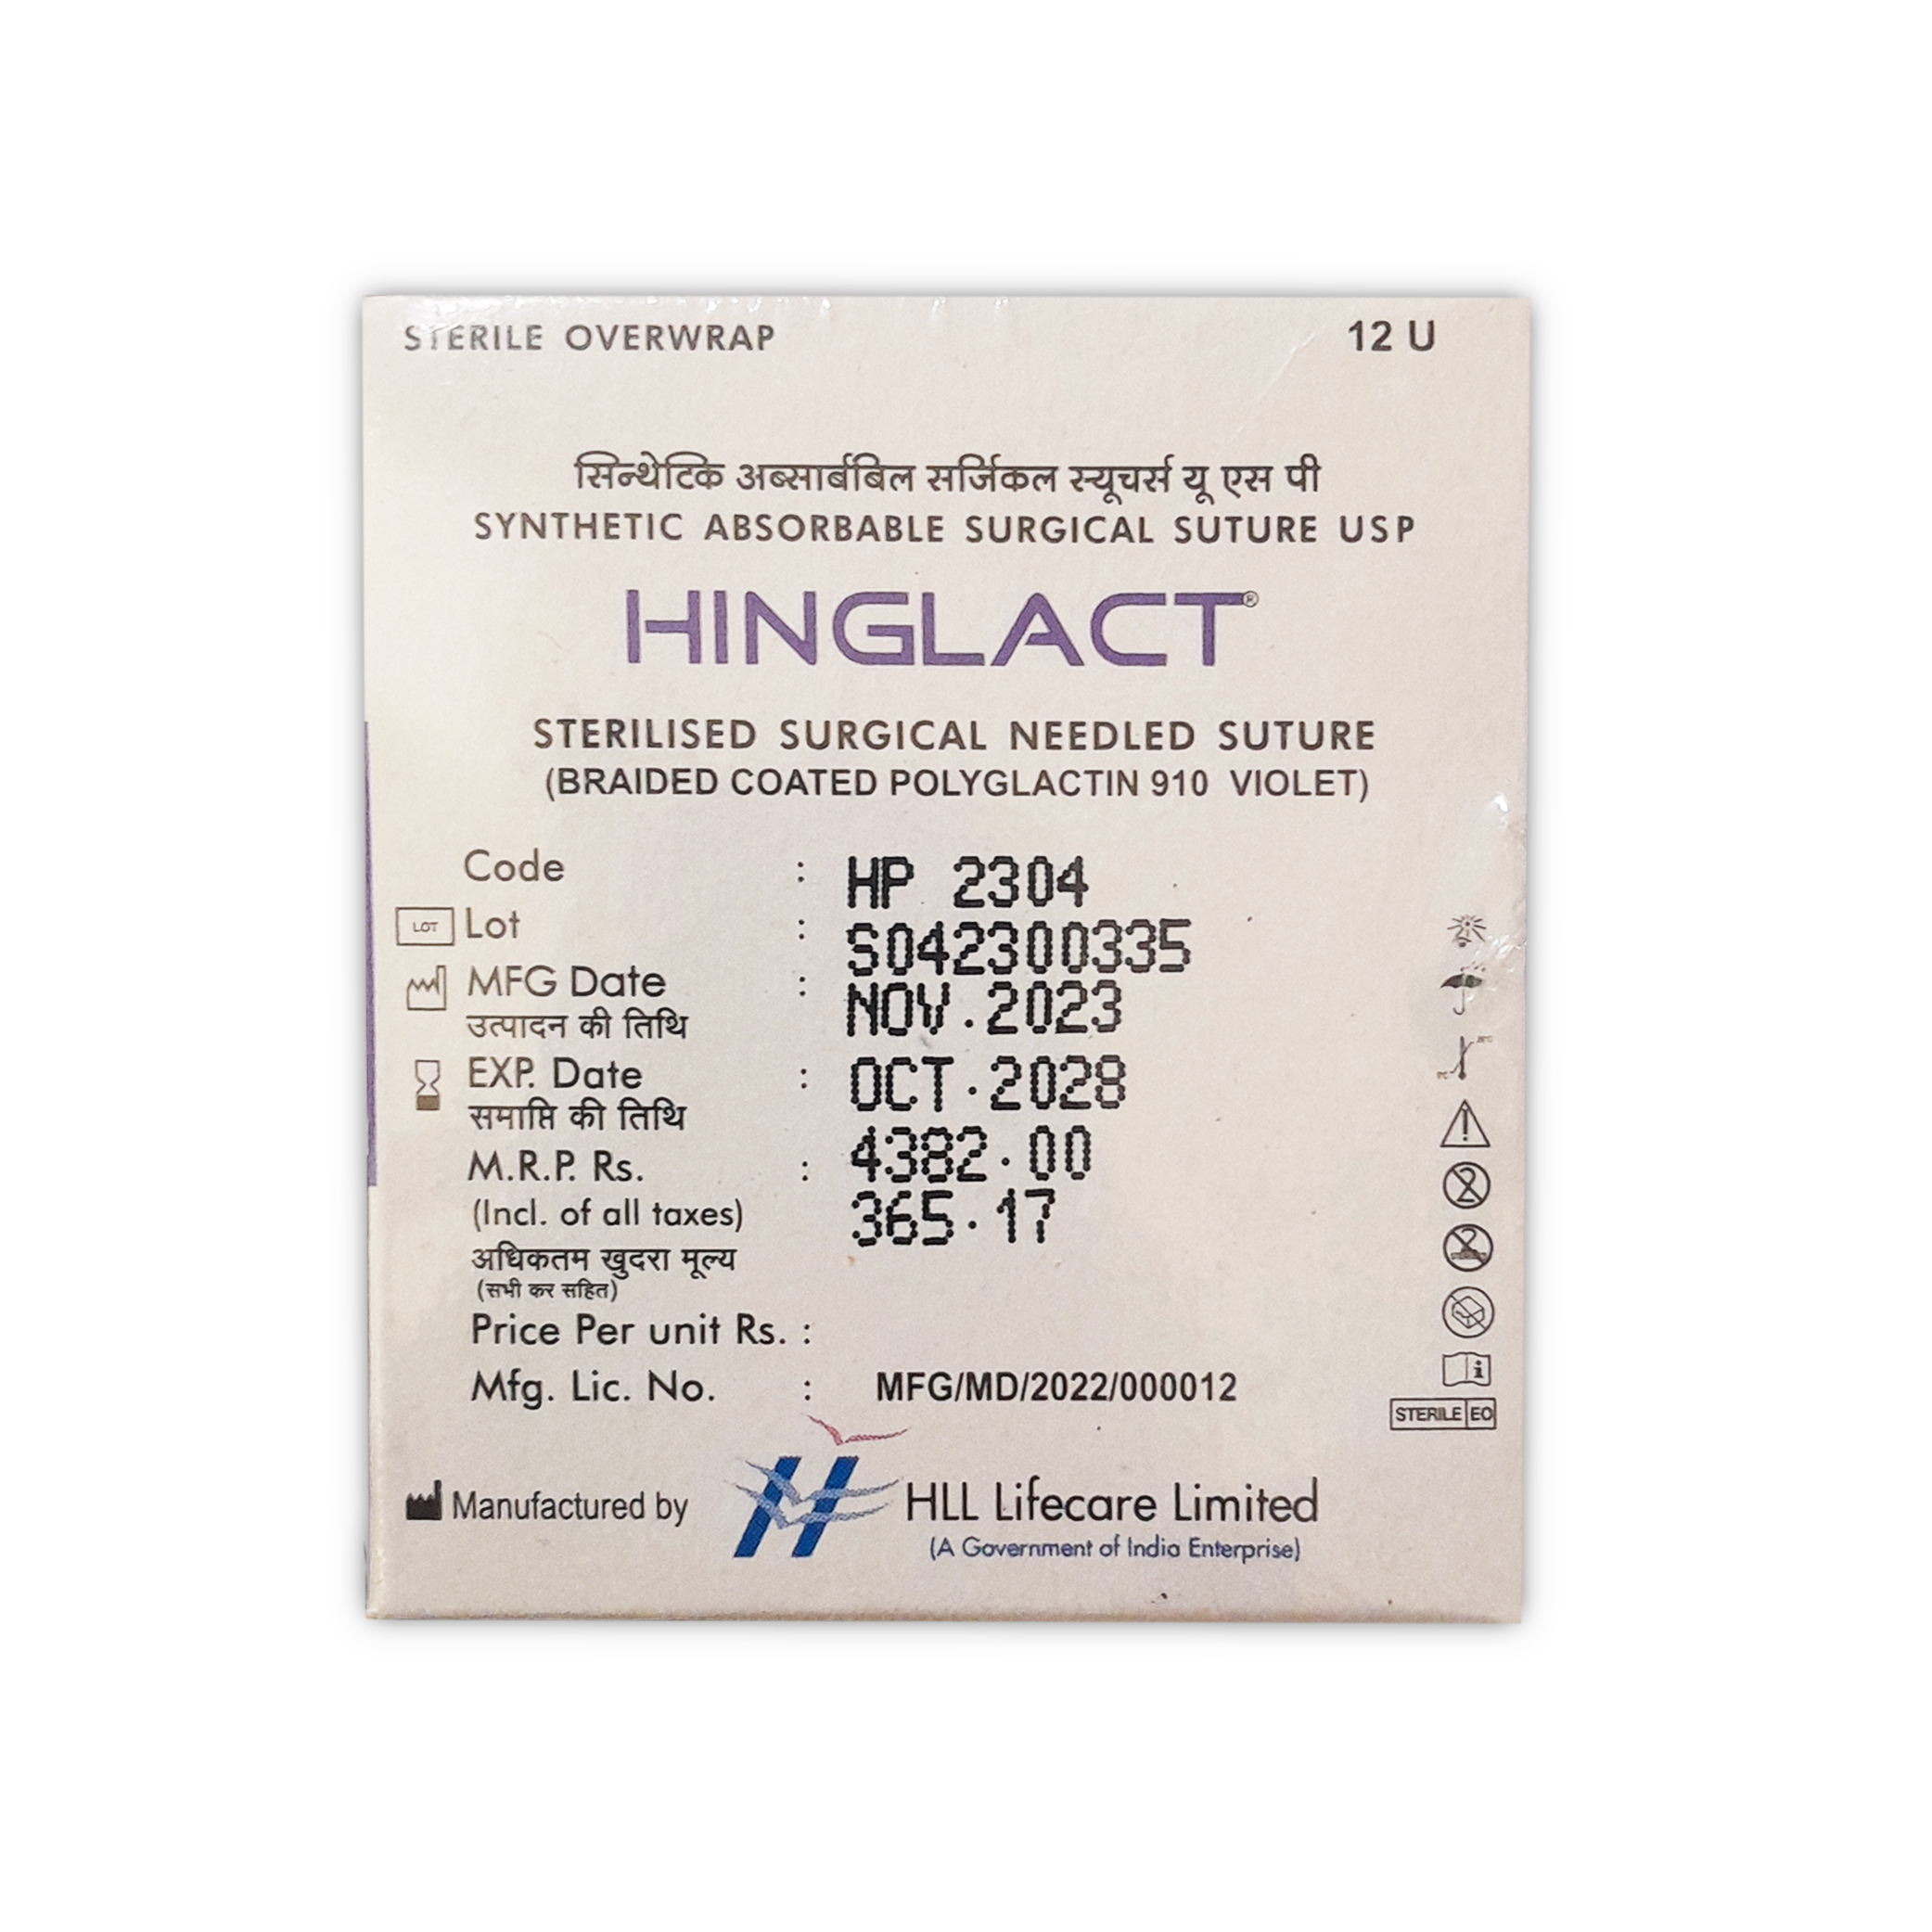 STERILE OVERWRAP 12 U
सिन्थेटिक अब्सार्बबिल सर्जिकल स्यूचर्स यू एस पी
SYNTHETIC ABSORBABLE SURGICAL SUTURE USP
HINGLACT®
STERILISED SURGICAL NEEDLED SUTURE
(BRAIDED COATED POLYGLACTIN 910 VIOLET)
Code : HP 2304
LOT Lot : S042300335
MFG Date : NOV.2023
उत्पादन की तिथि
EXP. Date : OCT.2028
समाप्ति की तिथि
M.R.P. Rs. : 4382.00
(Incl. of all taxes) 365.17
अधिकतम खुदरा मूल्य
(सभी कर सहित)
Price Per unit Rs. :
Mfg. Lic. No. : MFG/MD/2022/000012
2
2
i
STERILE EO
Manufactured by HLL Lifecare Limited
(A Government of India Enterprise)